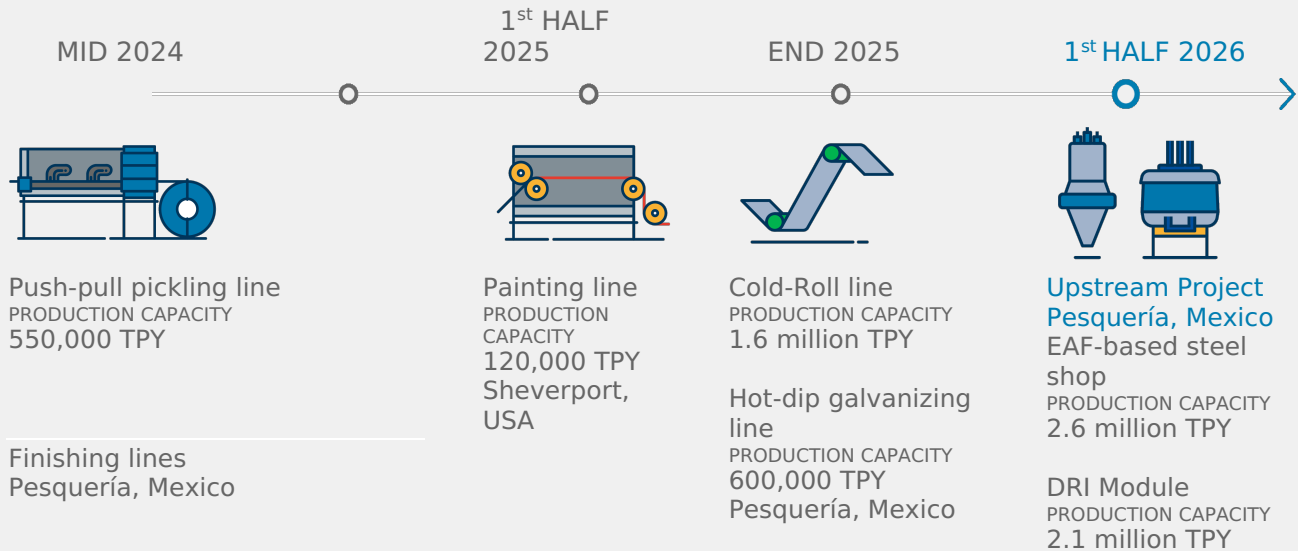 MID 2024
1st HALF
2025
END 2025
1st HALF 2026
Push-pull pickling line
PRODUCTION CAPACITY
550,000 TPY
Finishing lines
Pesquería, Mexico
Painting line
PRODUCTION
CAPACITY
120,000 TPY
Sheverport,
USA
Cold-Roll line
PRODUCTION CAPACITY
1.6 million TPY
Hot-dip galvanizing
line
PRODUCTION CAPACITY
600,000 TPY
Pesquería, Mexico
Upstream Project
Pesquería, Mexico
EAF-based steel
shop
PRODUCTION CAPACITY
2.6 million TPY
DRI Module
PRODUCTION CAPACITY
2.1 million TPY